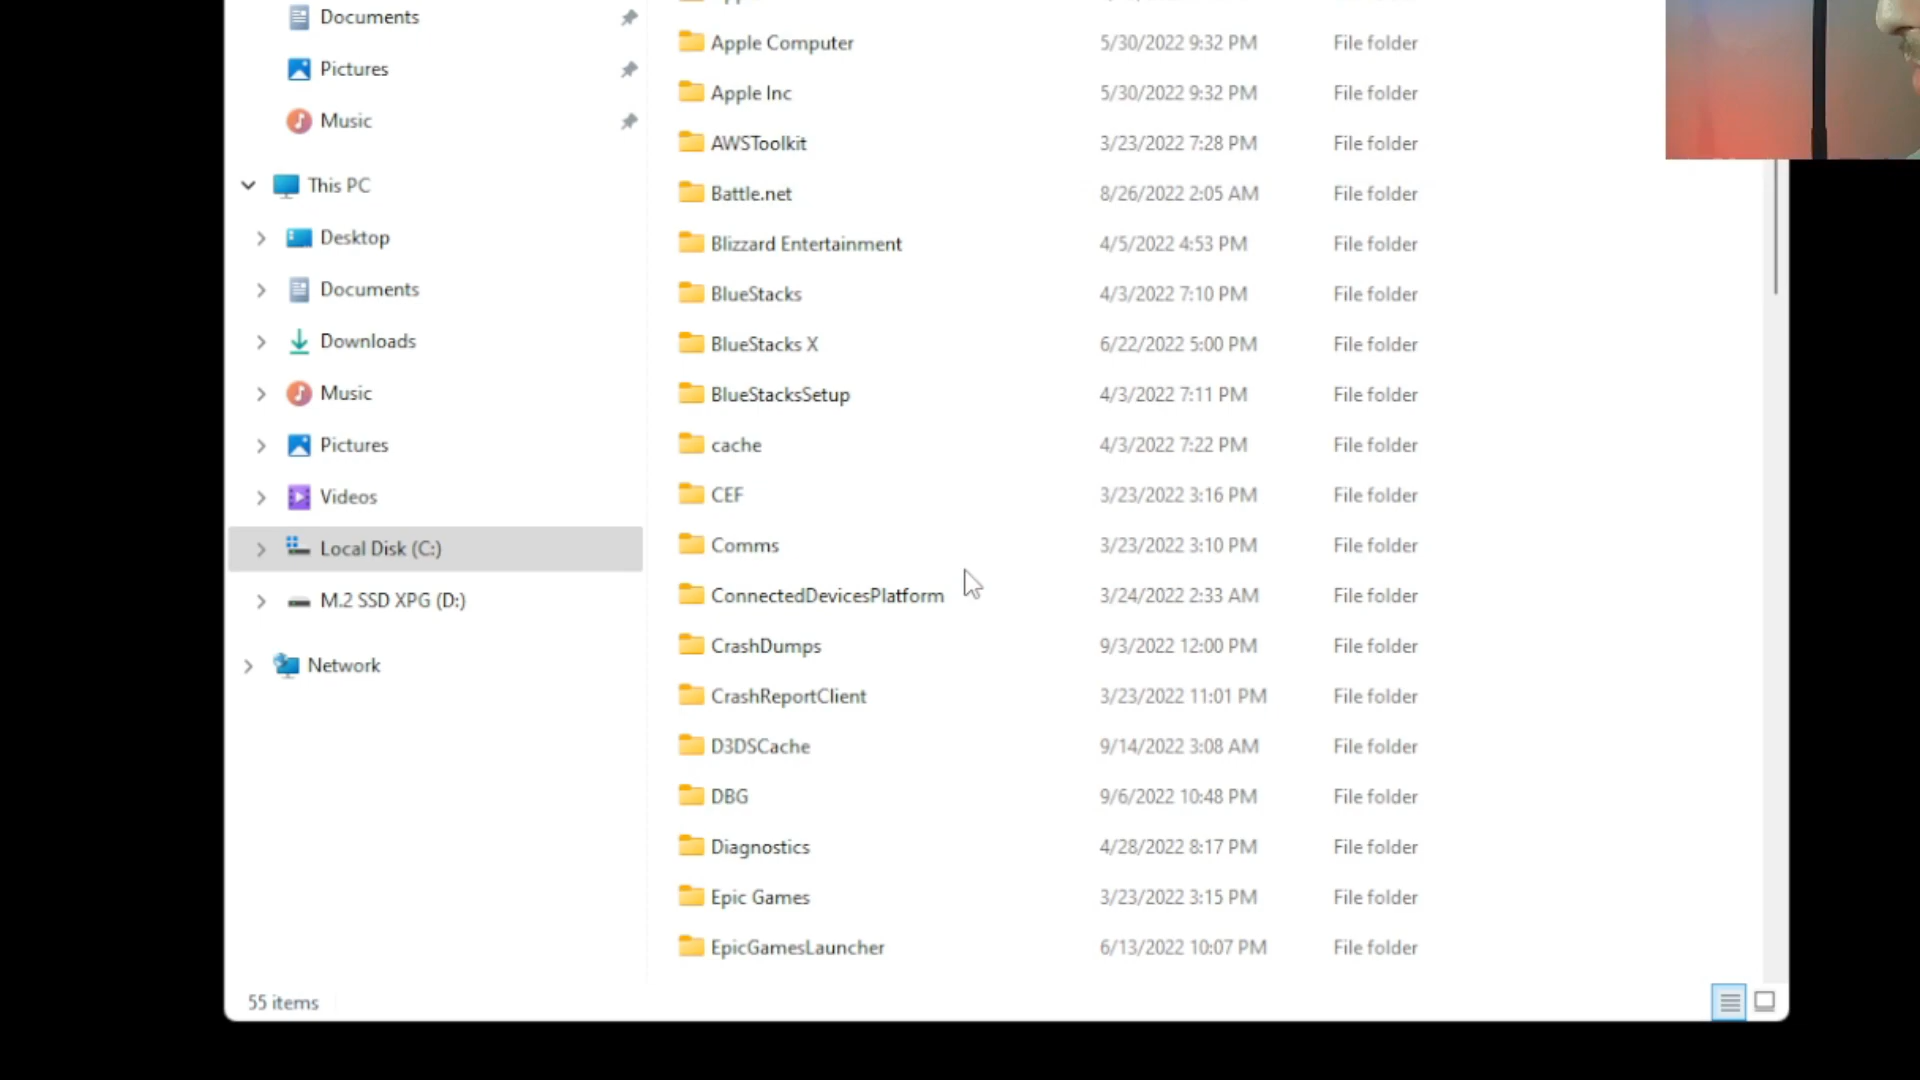 Documents
Pictures
Music
This PC
Desktop
Documents
Downloads
Music
Pictures
Videos
Local Disk (C:)
M.2 SSD XPG (D:)
Network
Apple Computer 5/30/2022 9:32 PM File folder
Apple Inc 5/30/2022 9:32 PM File folder
AWSToolkit 3/23/2022 7:28 PM File folder
Battle.net 8/26/2022 2:05 AM File folder
Blizzard Entertainment 4/5/2022 4:53 PM File folder
BlueStacks 4/3/2022 7:10 PM File folder
BlueStacks X 6/22/2022 5:00 PM File folder
BlueStacksSetup 4/3/2022 7:11 PM File folder
cache 4/3/2022 7:22 PM File folder
CEF 3/23/2022 3:16 PM File folder
Comms 3/23/2022 3:10 PM File folder
ConnectedDevicesPlatform 3/24/2022 2:33 AM File folder
CrashDumps 9/3/2022 12:00 PM File folder
CrashReportClient 3/23/2022 11:01 PM File folder
D3DSCache 9/14/2022 3:08 AM File folder
DBG 9/6/2022 10:48 PM File folder
Diagnostics 4/28/2022 8:17 PM File folder
Epic Games 3/23/2022 3:15 PM File folder
EpicGamesLauncher 6/13/2022 10:07 PM File folder
55 items